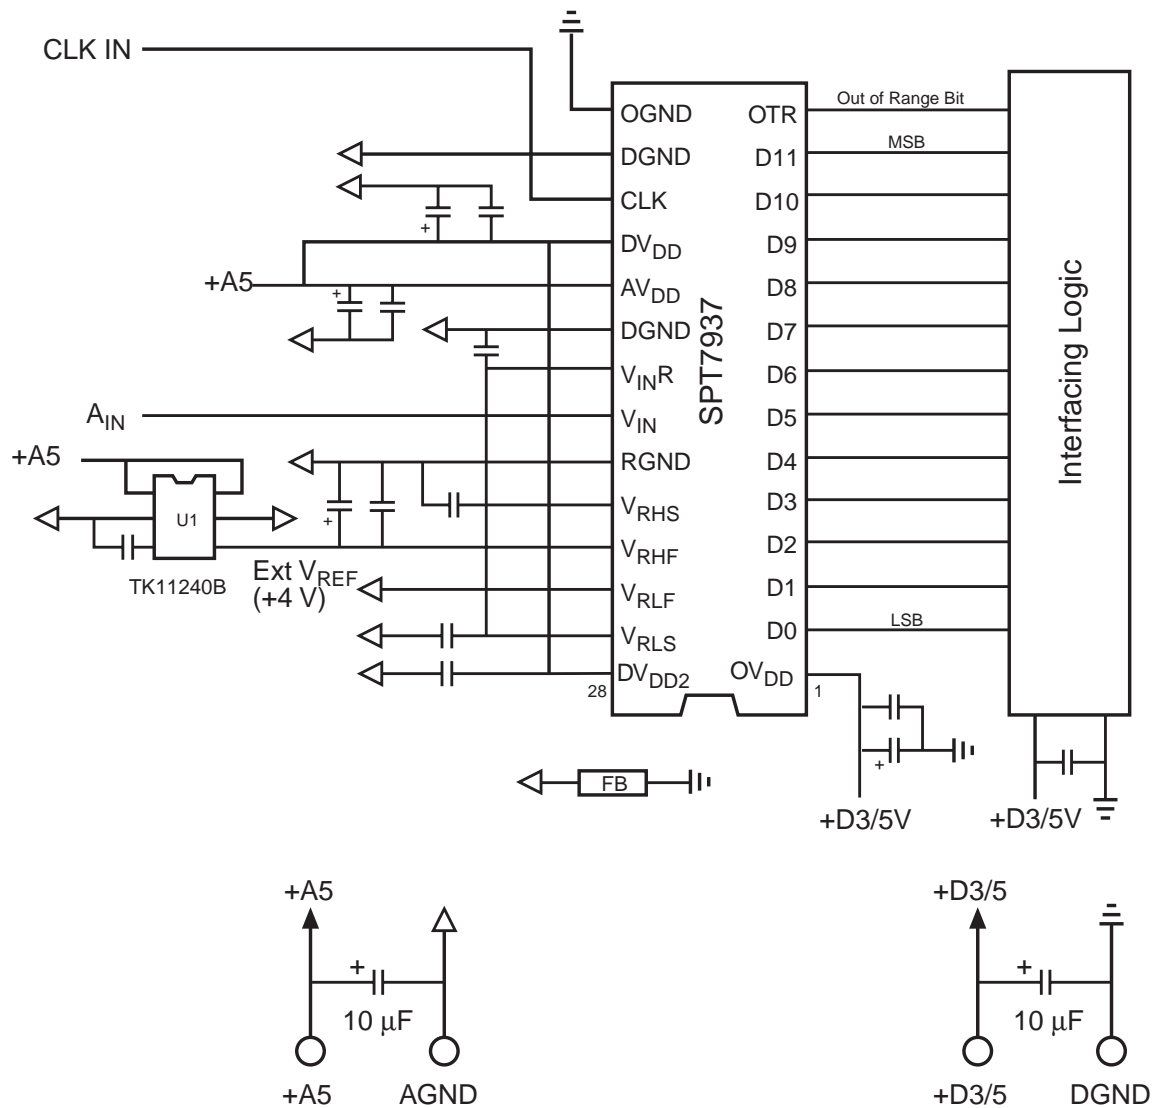 CLK IN
OGND
OTR
Out of Range Bit
DGND
D11
MSB
CLK
D10
+
DVDD
D9
+A5
+
AVDD
D8
DGND
D7
VINR
D6
AIN
VIN
D5
+A5
RGND
D4
U1
+
VRHS
D3
VRHF
D2
TK11240B
Ext VREF
(+4 V)
VRLF
D1
VRLS
D0
LSB
DVDD2
OVDD
28
1
SPT7937
Interfacing Logic
+
FB
+D3/5V
+D3/5V
+A5
+
10 µF
+A5
AGND
+D3/5
+
10 µF
+D3/5
DGND